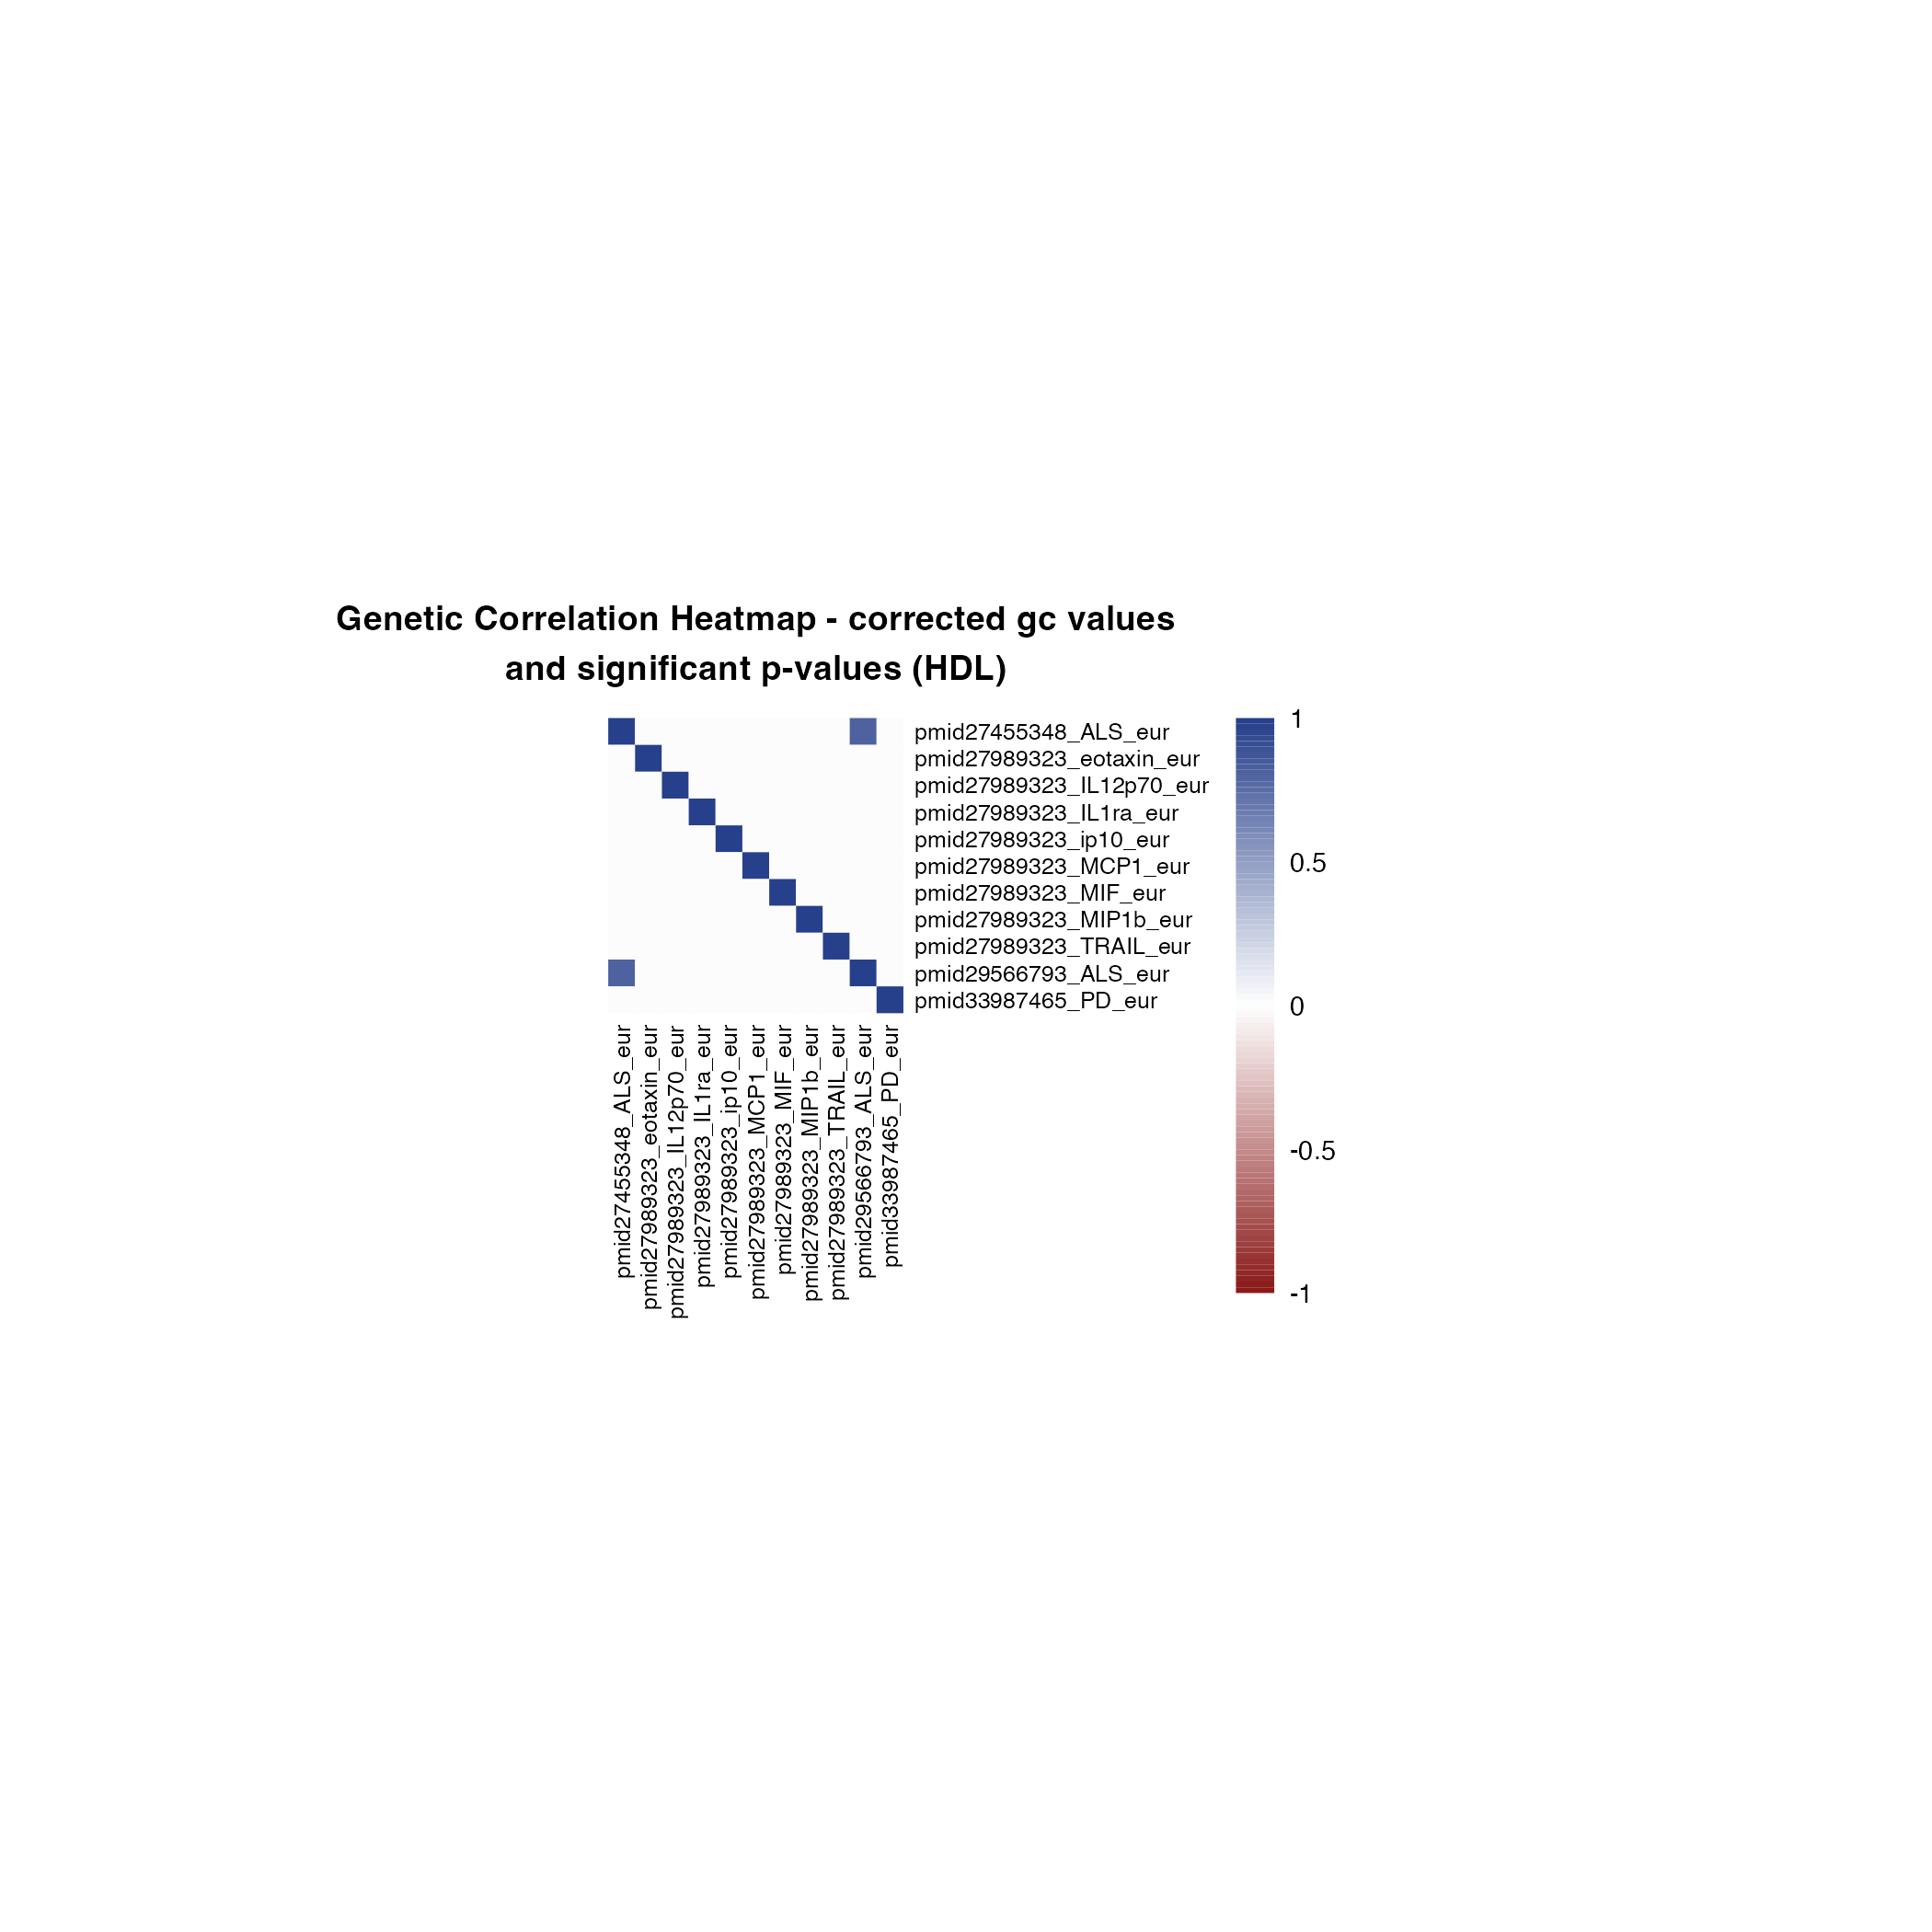 Genetic Correlation Heatmap - corrected gc values
and significant p-values (HDL)
pmid27455348_ALS_eur
pmid27989323_eotaxin_eur
pmid27989323_IL12p70_eur
pmid27989323_IL1ra_eur
pmid27989323_ip10_eur
pmid27989323_MCP1_eur
pmid27989323_MIF_eur
pmid27989323_MIP1b_eur
pmid27989323_TRAIL_eur
pmid29566793_ALS_eur
pmid33987465_PD_eur
1
0.5
0
-0.5
-1
pmid27455348_ALS_eur
pmid27989323_eotaxin_eur
pmid27989323_IL12p70_eur
pmid27989323_IL1ra_eur
pmid27989323_ip10_eur
pmid27989323_MCP1_eur
pmid27989323_MIF_eur
pmid27989323_MIP1b_eur
pmid27989323_TRAIL_eur
pmid29566793_ALS_eur
pmid33987465_PD_eur